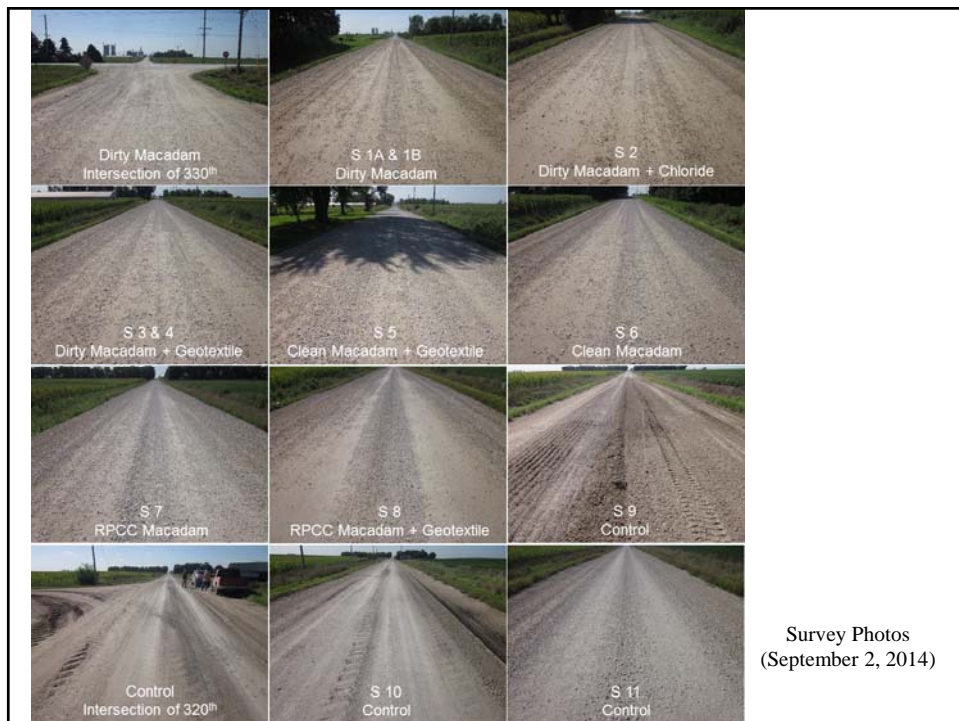 Dirty Macadam
Intersection of 330th
S 1A & 1B
Dirty Macadam
S 2
Dirty Macadam + Chloride
S 3 & 4
Dirty Macadam + Geotextile
S 5
Clean Macadam + Geotextile
S 6
Clean Macadam
S 7
RPCC Macadam
S 8
RPCC Macadam + Geotextile
S 9
Control
Control
Intersection of 320th
S 10
Control
S 11
Control
Survey Photos
(September 2, 2014)